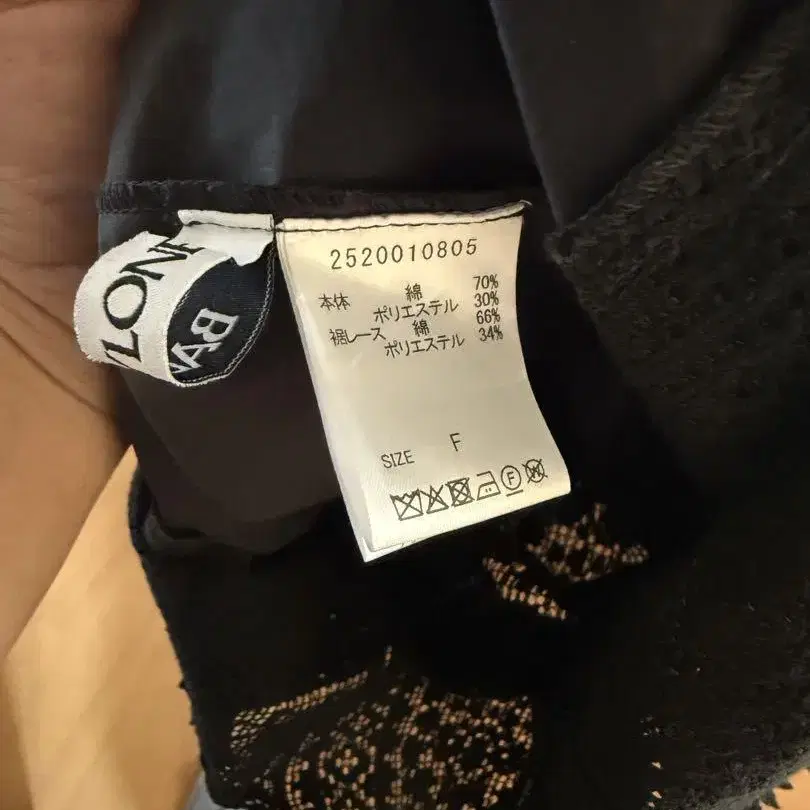 2520010805
本体 綿 70%
ポリエステル 30%
裾レース 綿 66%
ポリエステル 34%
SIZE F
F
W